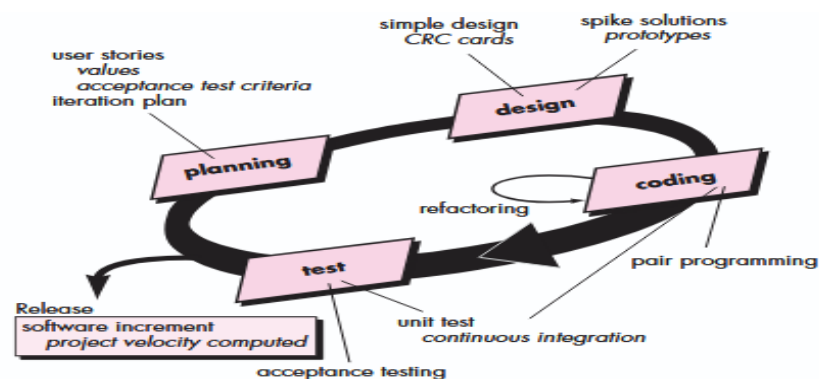 simple design
CRC cards
spike solutions
prototypes
user stories
values
acceptance test criteria
iteration plan
design
planning
coding
refactoring
test
pair programming
Release
software increment
project velocity computed
unit test
continuous integration
acceptance testing